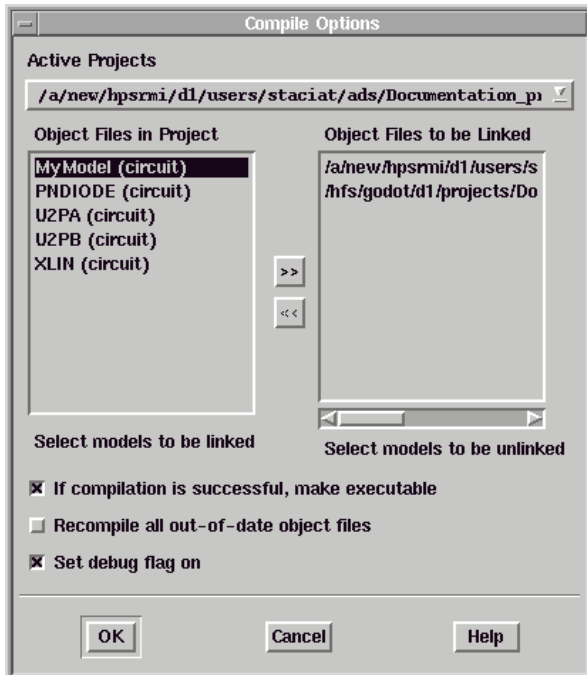 Compile Options
Active Projects
/a/new/hpsrmi/d1/users/staciat/ads/Documentation_pr
Object Files in Project
Object Files to be Linked
MyModel (circuit)
PNDIODE (circuit)
U2PA (circuit)
U2PB (circuit)
XLIN (circuit)
/a/new/hpsrmi/d1/users/s
/hfs/godot/d1/projects/Do
>>
<<
Select models to be linked
Select models to be unlinked
If compilation is successful, make executable
Recompile all out-of-date object files
Set debug flag on
OK
Cancel
Help